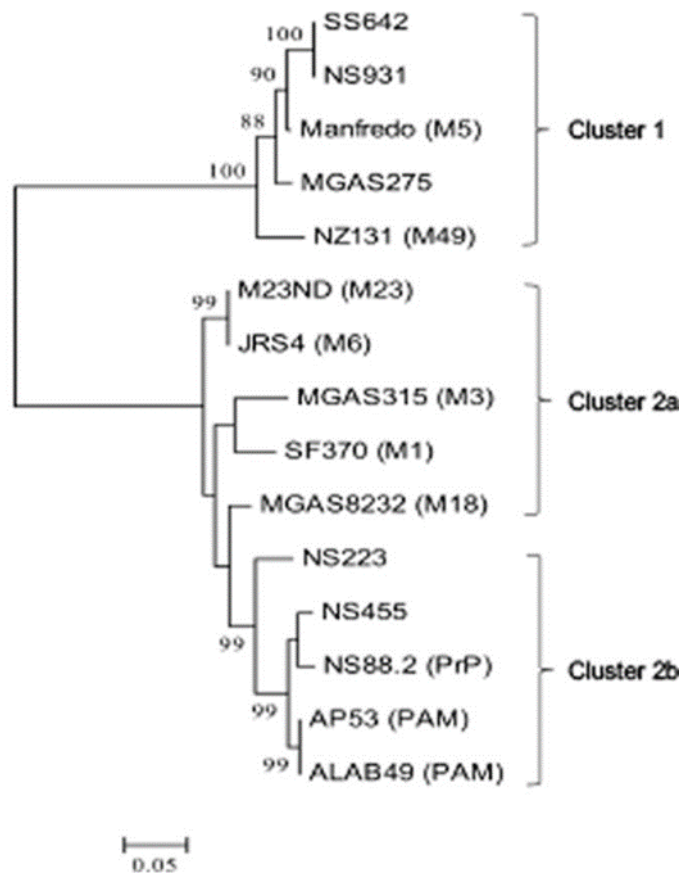 SS642
100
NS931
90
Manfredo (M5)
Cluster 1
88
MGAS275
100
NZ131 (M49)
M23ND (M23)
99
JRS4 (M6)
MGAS315 (M3)
Cluster 2a
SF370 (M1)
MGAS8232 (M18)
NS223
NS455
99
NS88.2 (PrP)
Cluster 2b
AP53 (PAM)
99
ALAB49 (PAM)
99
0.05